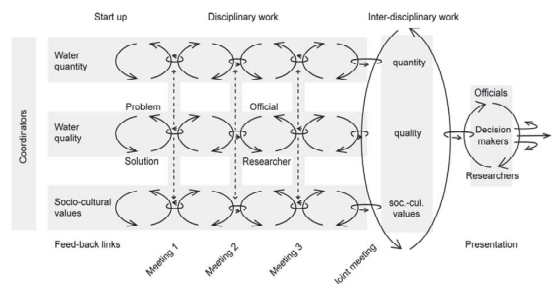 Start up
Disciplinary work
Inter-disciplinary work
Coordinators
Water
quantity
quantity
Officials
Problem
Official
Water
quality
quality
Decision
makers
Solution
Researcher
Researchers
Socio-cultural
values
soc.-cul.
values
Feed-back links
Meeting 1
Meeting 2
Meeting 3
Joint meeting
Presentation